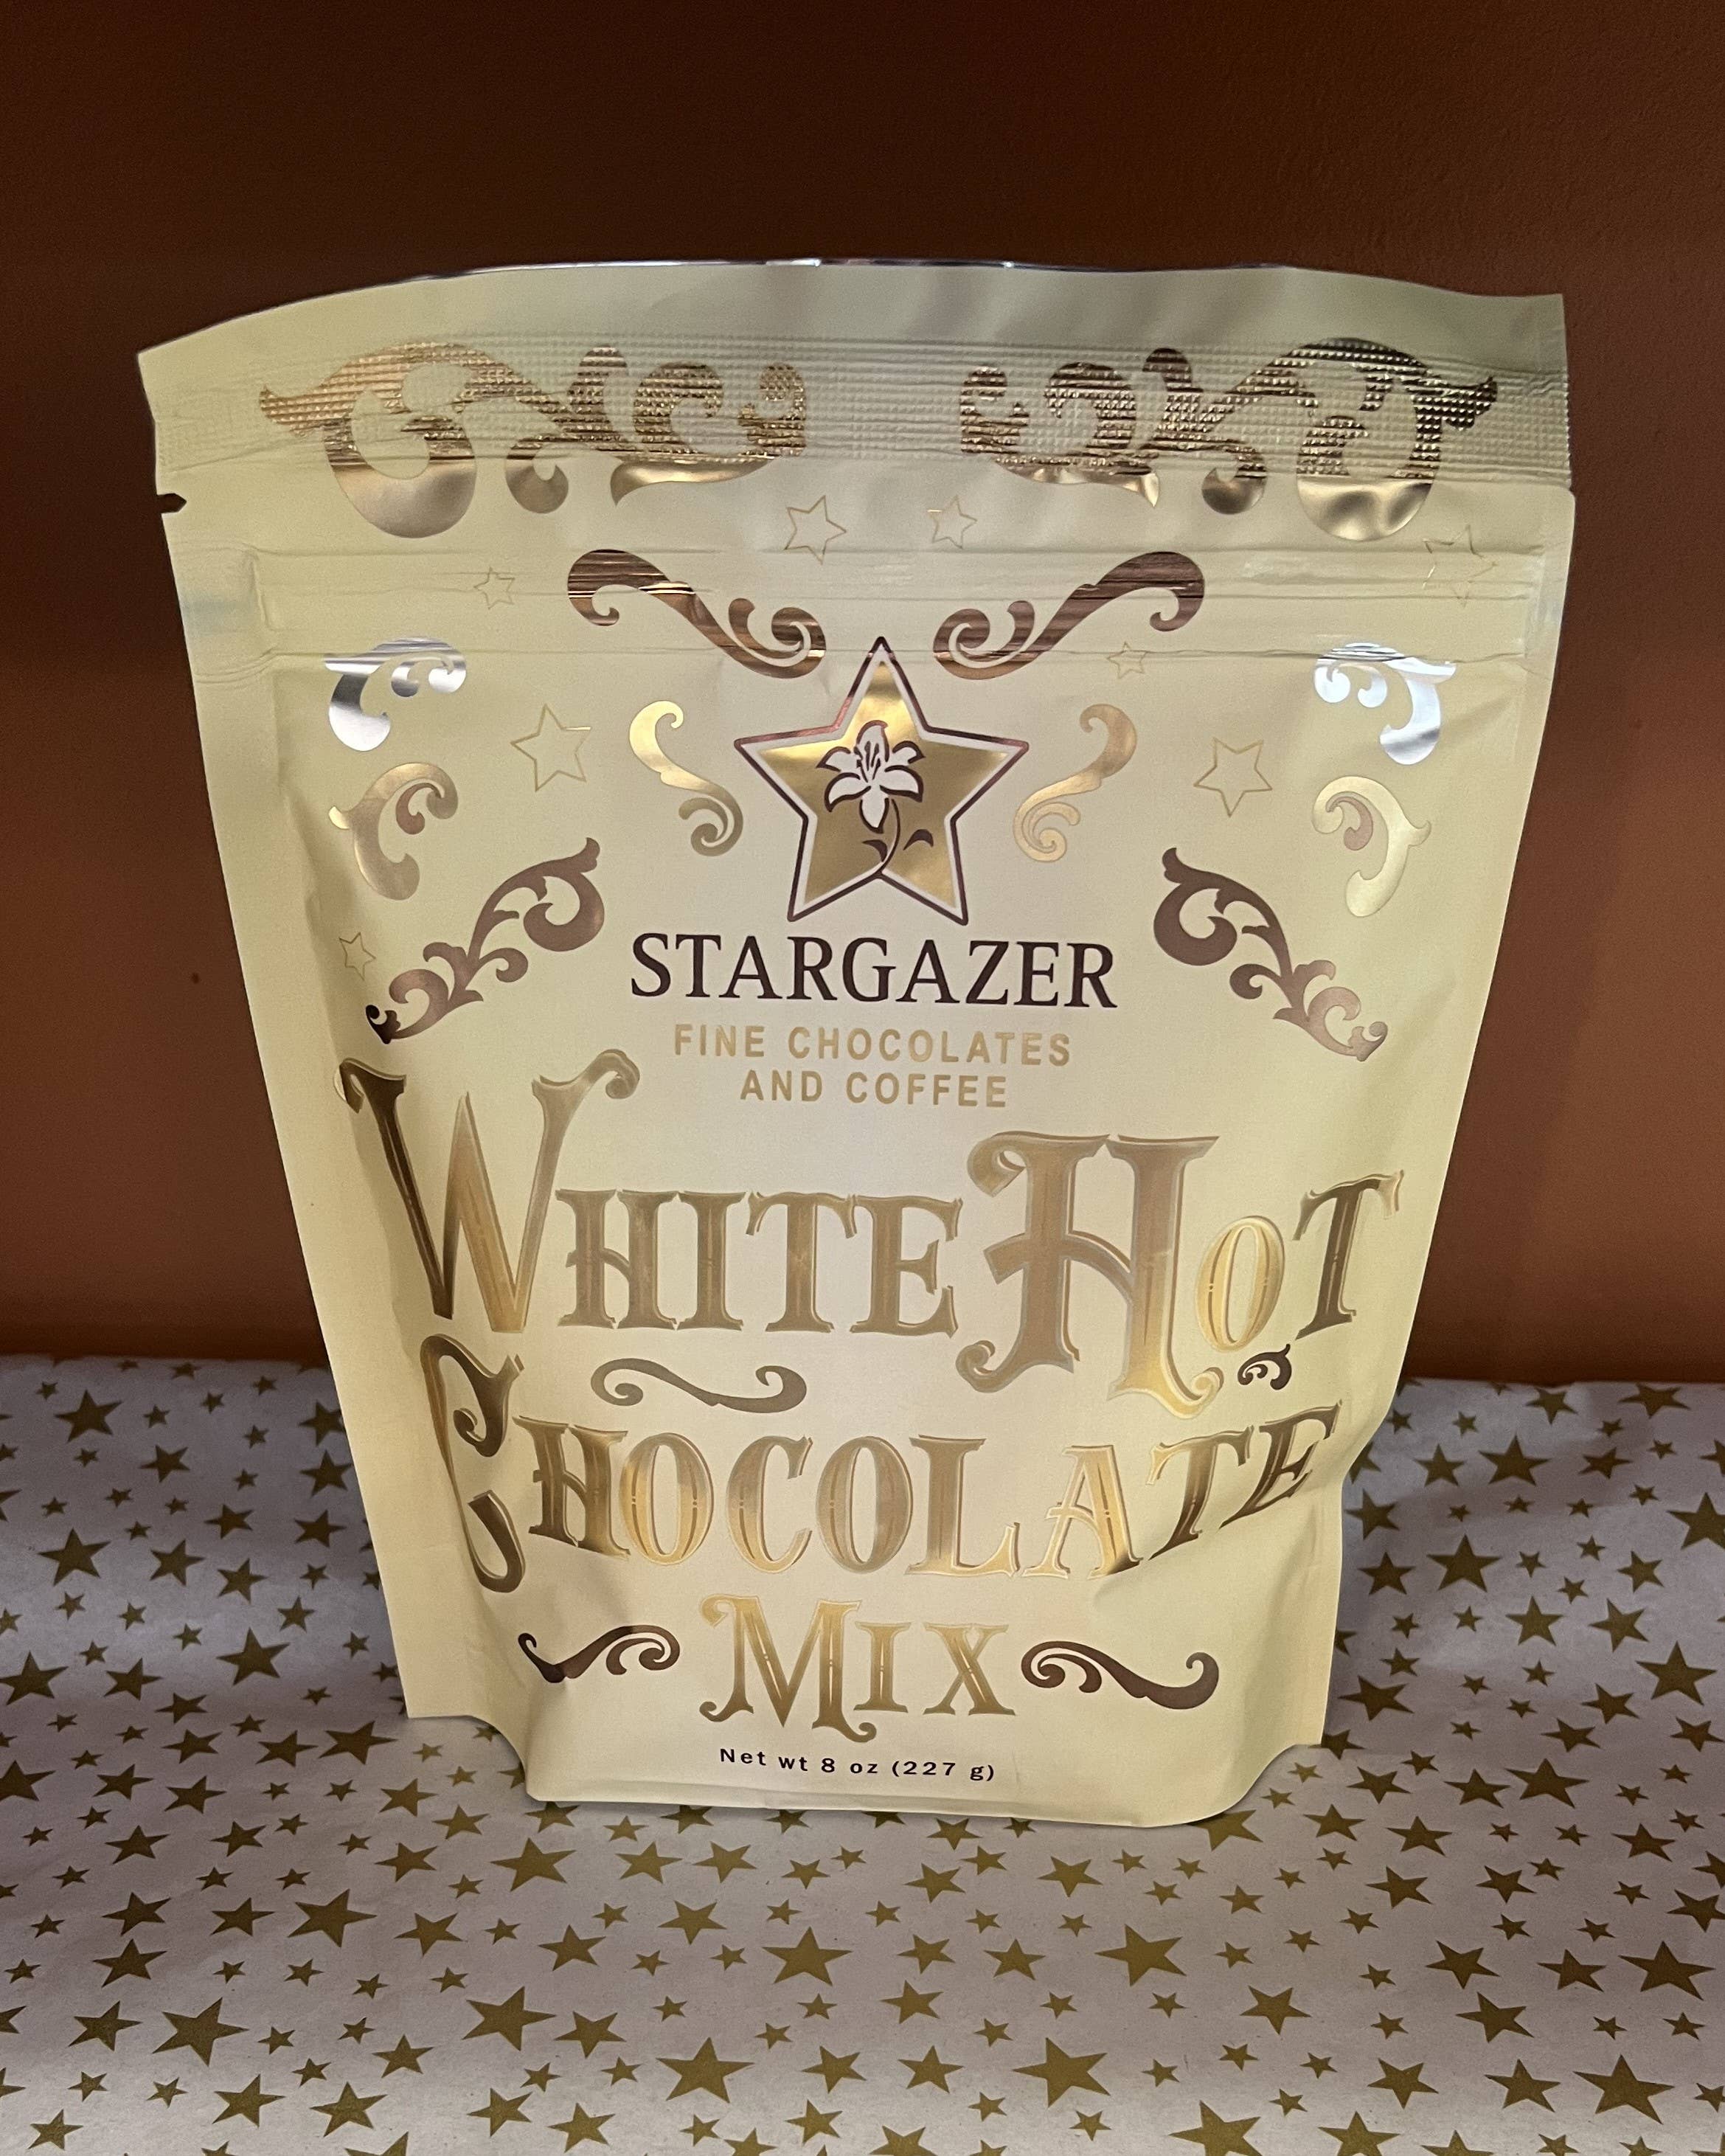 STARGAZER
FINE CHOCOLATES
AND COFFEE
WHITE HOT
CHOCOLATE
MIX
Net wt 8 oz (227 g)